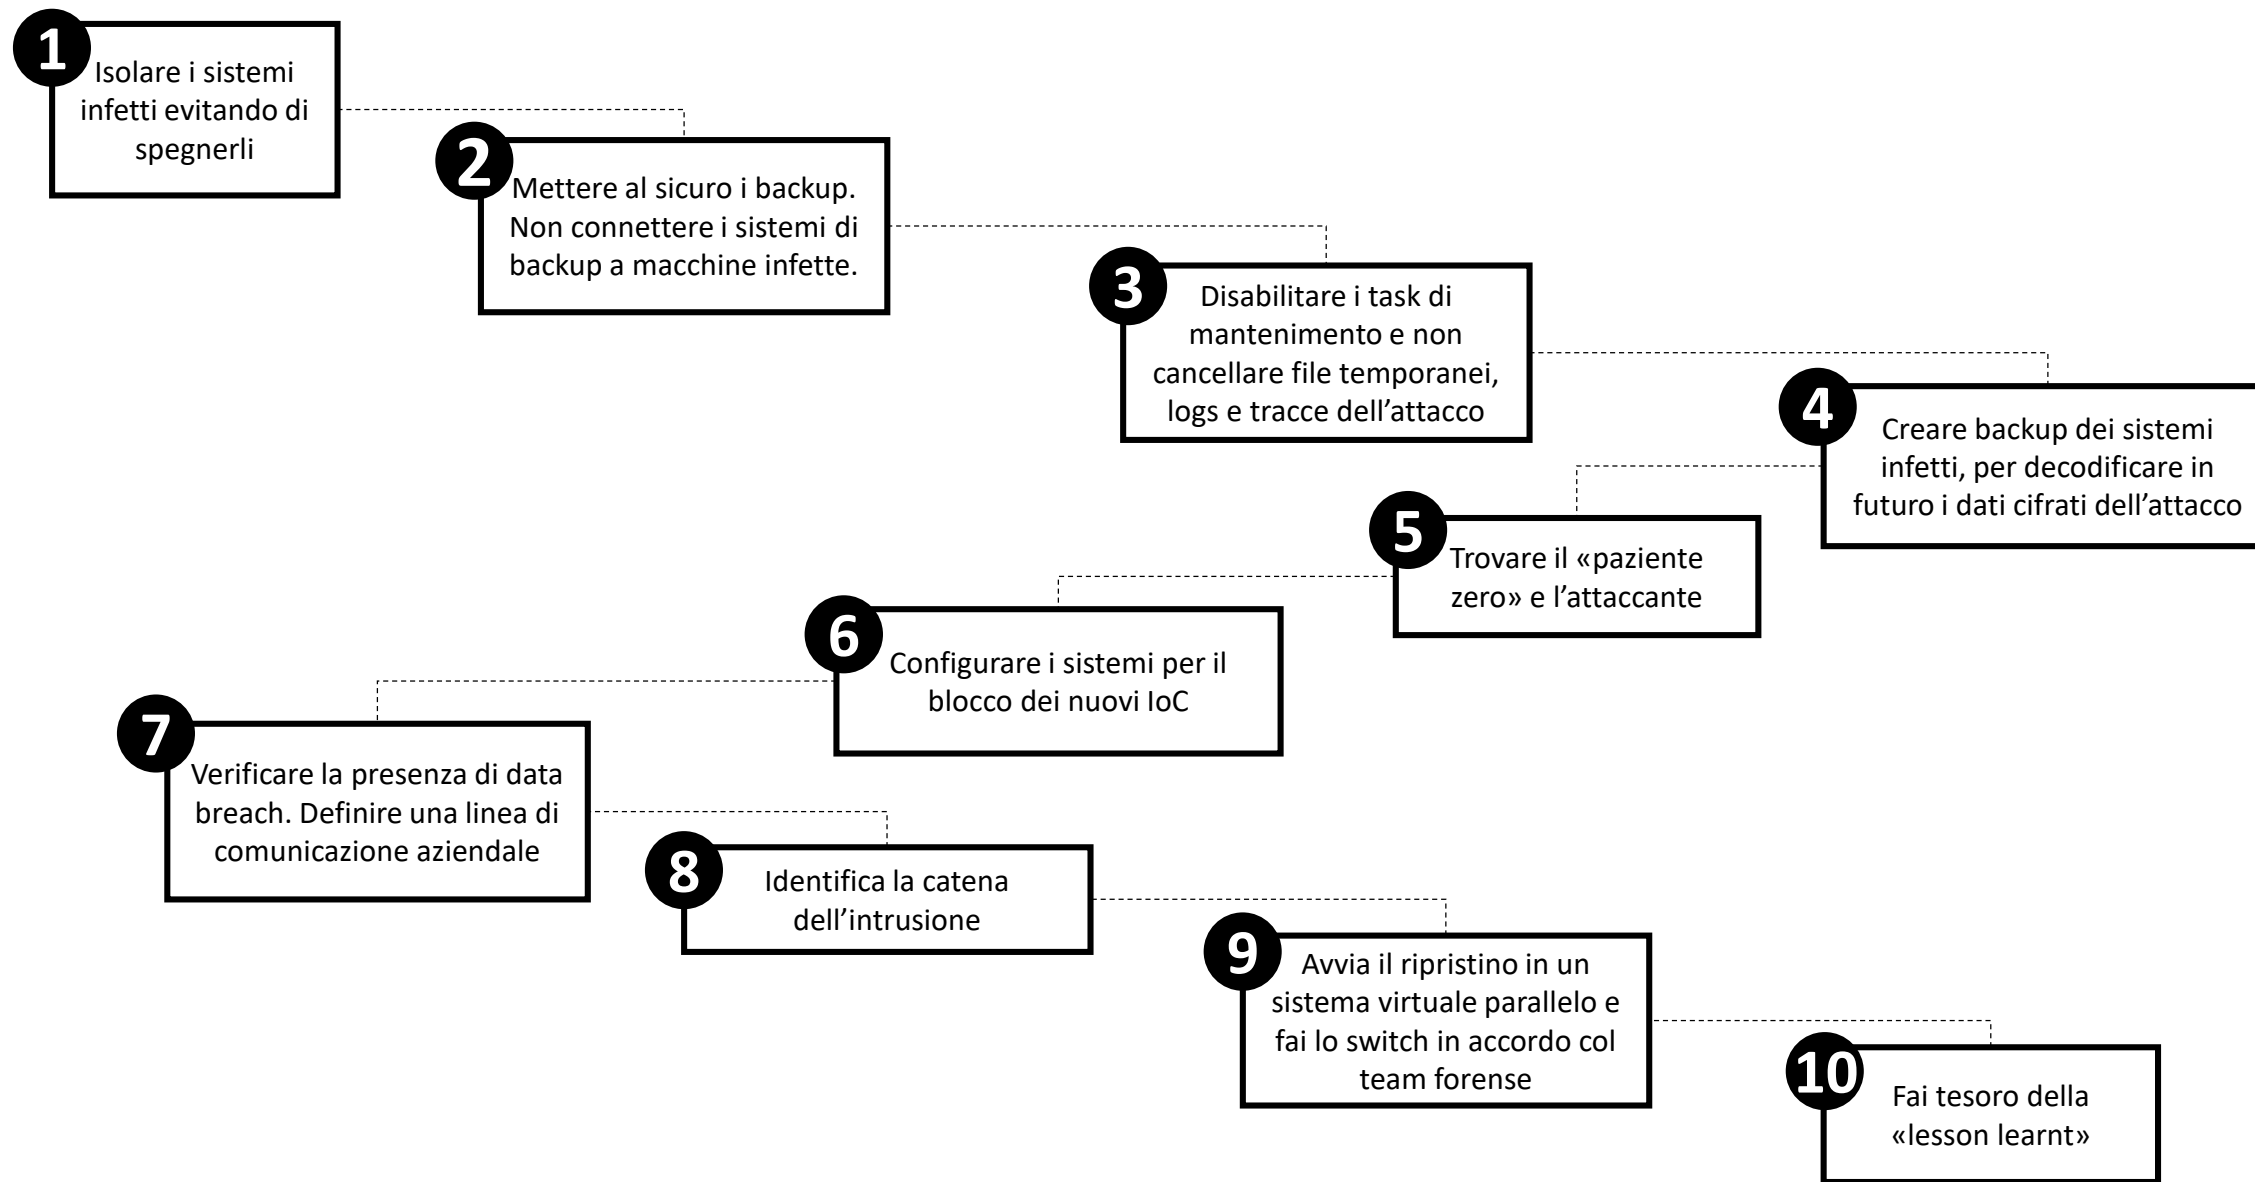 1
Isolare i sistemi
infetti evitando di
spegnerli
2
Mettere al sicuro i backup.
Non connettere i sistemi di
backup a macchine infette.
3
Disabilitare i task di
mantenimento e non
cancellare file temporanei,
logs e tracce dell’attacco
4
Creare backup dei sistemi
infetti, per decodificare in
futuro i dati cifrati dell’attacco
5
Trovare il «paziente
zero» e l’attaccante
6
Configurare i sistemi per il
blocco dei nuovi IoC
7
Verificare la presenza di data
breach. Definire una linea di
comunicazione aziendale
8
Identifica la catena
dell’intrusione
9
Avvia il ripristino in un
sistema virtuale parallelo e
fai lo switch in accordo col
team forense
10
Fai tesoro della
«lesson learnt»